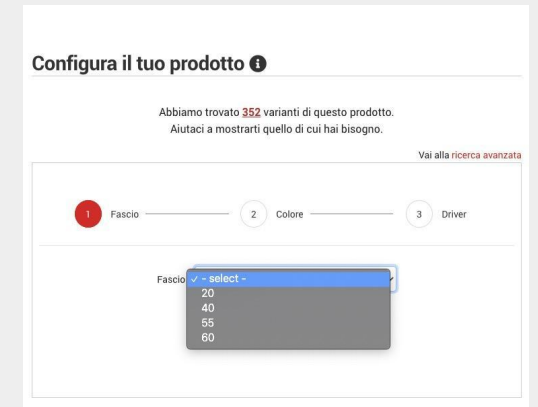 Configura il tuo prodotto
Abbiamo trovato 352 varianti di questo prodotto.
Aiutaci a mostrarti quello di cui hai bisogno.
Vai alla ricerca avanzata
1 Fascio 2 Colore 3 Driver
Fascio ✓ - select -
20
40
55
60